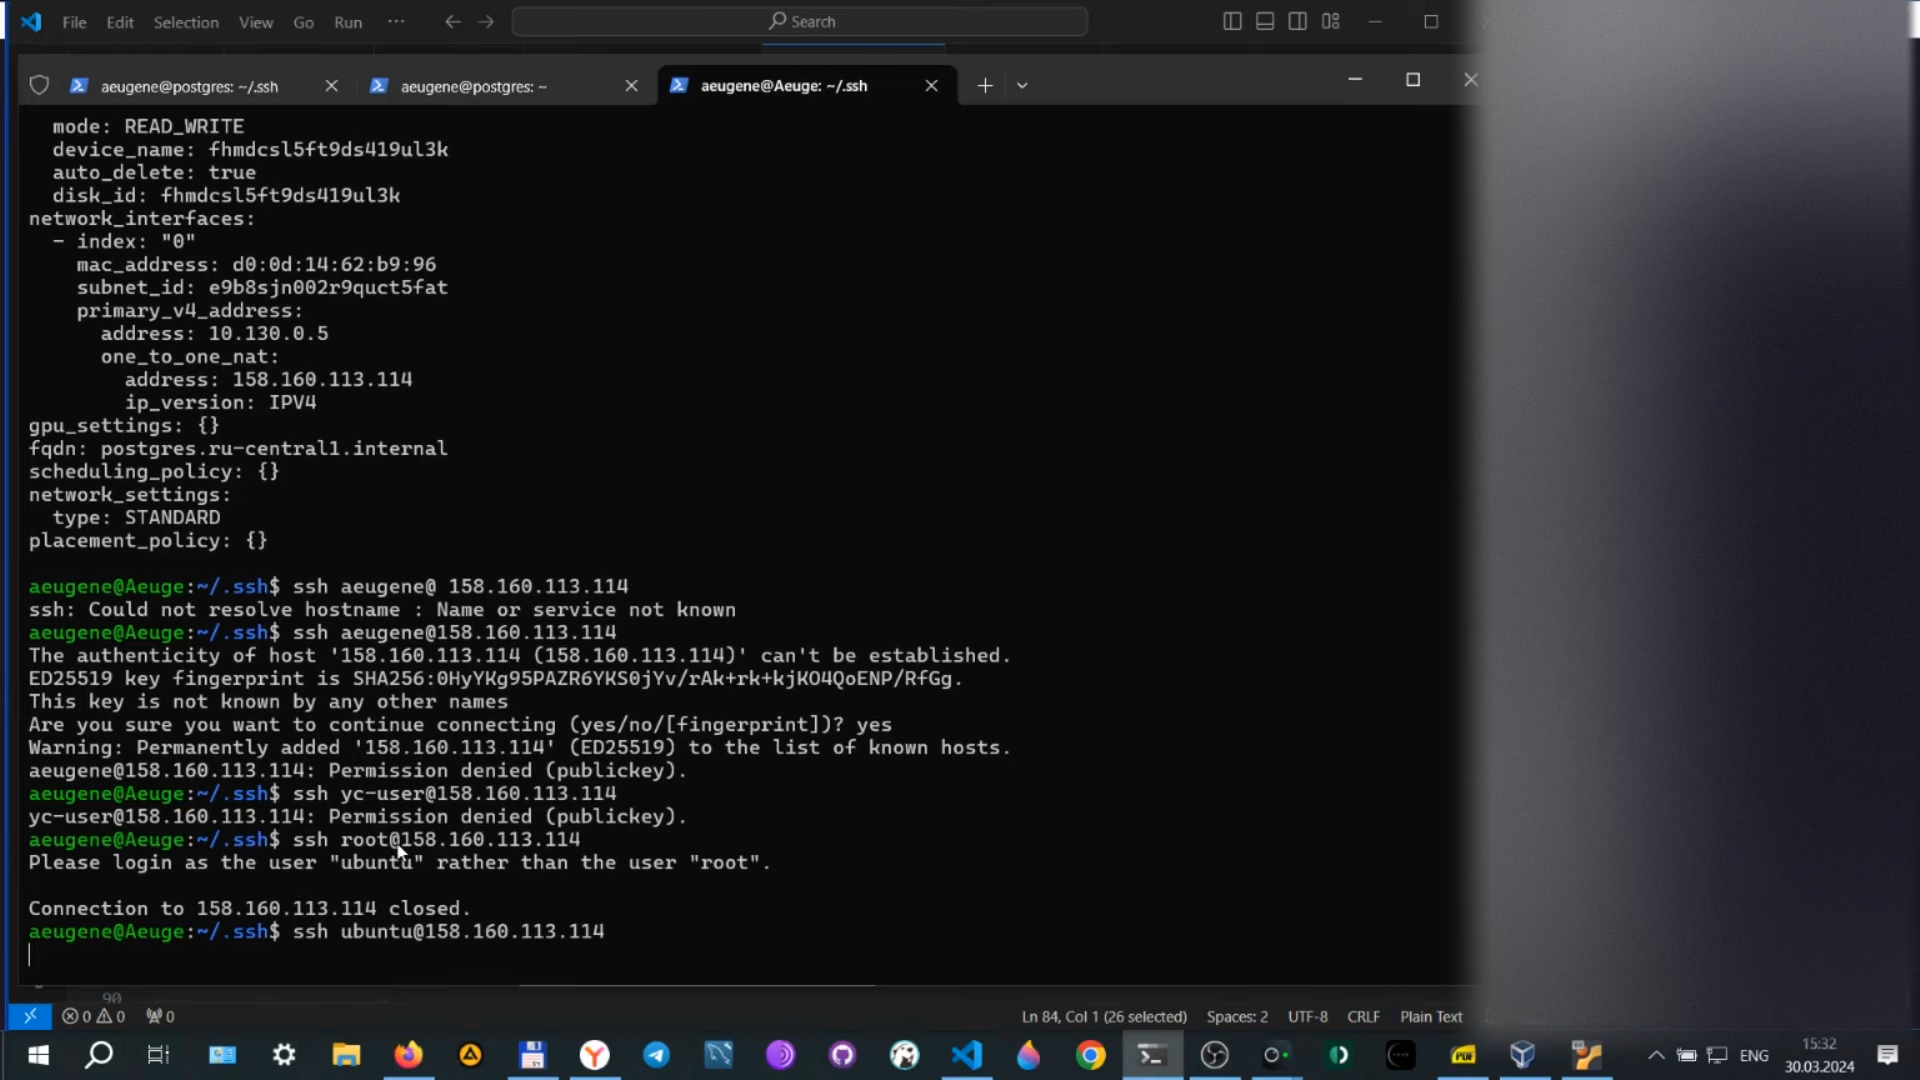 File Edit Selection View Go Run ··· Search
aeugene@postgres: ~/.ssh aeugene@postgres: ~ aeugene@Aeuge: ~/.ssh
mode: READ_WRITE
device_name: fhmdcsl5ft9ds419ul3k
auto_delete: true
disk_id: fhmdcsl5ft9ds419ul3k
network_interfaces:
- index: "0"
mac_address: d0:0d:14:62:b9:96
subnet_id: e9b8sjn002r9quct5fat
primary_v4_address:
address: 10.130.0.5
one_to_one_nat:
address: 158.160.113.114
ip_version: IPV4
gpu_settings: {}
fqdn: postgres.ru-central1.internal
scheduling_policy: {}
network_settings:
type: STANDARD
placement_policy: {}
aeugene@Aeuge:~/.ssh$ ssh aeugene@ 158.160.113.114
ssh: Could not resolve hostname : Name or service not known
aeugene@Aeuge:~/.ssh$ ssh aeugene@158.160.113.114
The authenticity of host '158.160.113.114 (158.160.113.114)' can't be established.
ED25519 key fingerprint is SHA256:0HyYKg95PAZR6YKS0jYv/rAk+rk+kjKO4QoENP/RfGg.
This key is not known by any other names
Are you sure you want to continue connecting (yes/no/[fingerprint])? yes
Warning: Permanently added '158.160.113.114' (ED25519) to the list of known hosts.
aeugene@158.160.113.114: Permission denied (publickey).
aeugene@Aeuge:~/.ssh$ ssh yc-user@158.160.113.114
yc-user@158.160.113.114: Permission denied (publickey).
aeugene@Aeuge:~/.ssh$ ssh root@158.160.113.114
Please login as the user "ubuntu" rather than the user "root".
Connection to 158.160.113.114 closed.
aeugene@Aeuge:~/.ssh$ ssh ubuntu@158.160.113.114
90
0 0 0 Ln 84, Col 1 (26 selected) Spaces: 2 UTF-8 CRLF Plain Text
PDF ENG 15:32
30.03.2024